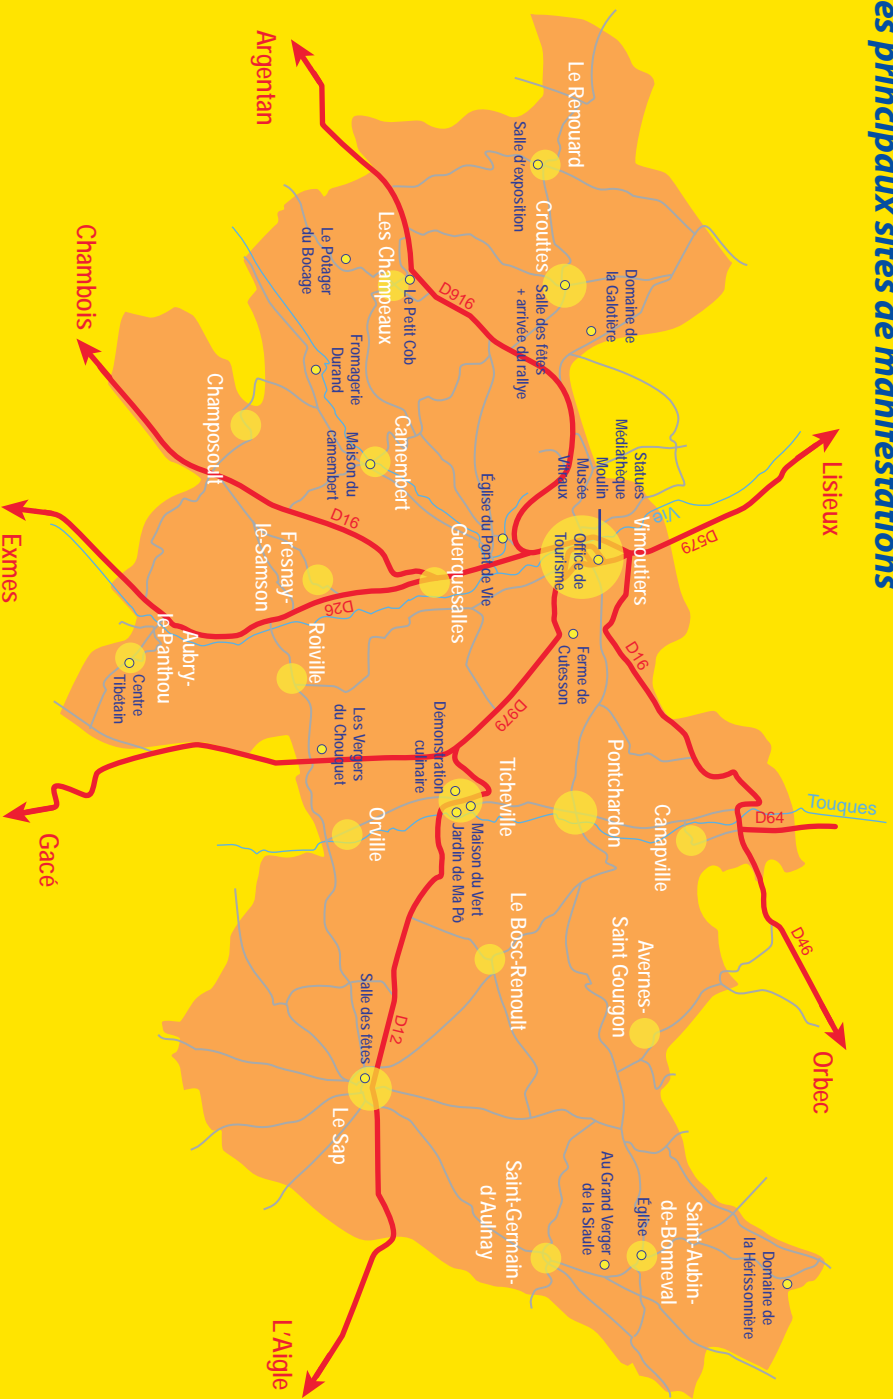 es principaux sites de manifestations
Lisieux
Orbec
Argentan
Chambois
Exmes
Gacé
L'Aigle
D579
D16
D64
D46
D916
D16
D26
D979
D12
Vie
Touques
Le Renouard
Salle d'exposition
Crouttes
Salle des fêtes
+ arrivée du rallye
Domaine de
la Galotière
Les Champeaux
Le Petit Cob
Le Potager
du Bocage
Fromagerie
Durand
Champosoult
Camembert
Maison du
camembert
Statues
Médiathèque
Moulin
Musée
Vitraux
Vimoutiers
Office de
Tourisme
Église du Pont de Vie
Guerquesalles
Fresnay-
le-Samson
Roiville
Aubry-
le-Panthou
Centre
Tibétain
Ferme de
Cutesson
Les Vergers
du Chouquet
Démonstration
culinaire
Ticheville
Maison du Vert
Jardin de Ma Pô
Orville
Pontchardon
Canapville
Le Bosc-Renoult
Avernes-
Saint Gourgon
Salle des fêtes
Le Sap
Saint-Germain-
d'Aulnay
Au Grand Verger
de la Siaule
Église
Saint-Aubin-
de-Bonneval
Domaine de
la Hérissonnière